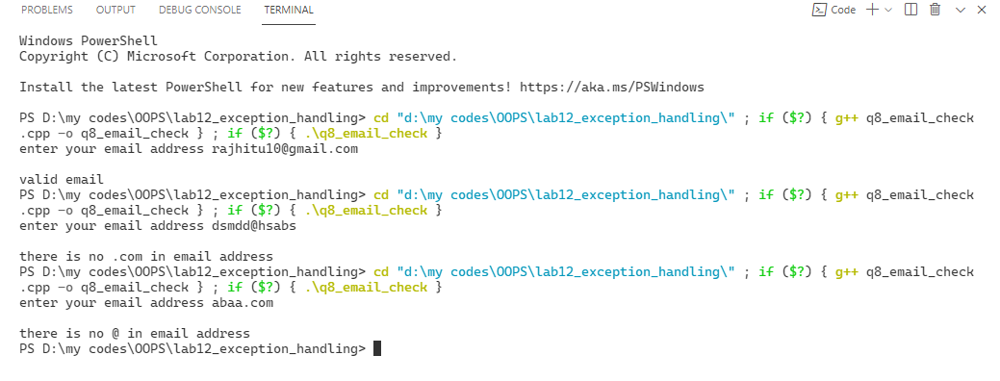 PROBLEMS OUTPUT DEBUG CONSOLE TERMINAL Code
Windows PowerShell
Copyright (C) Microsoft Corporation. All rights reserved.
Install the latest PowerShell for new features and improvements! https://aka.ms/PSWindows
PS D:\my codes\OOPS\lab12_exception_handling> cd "d:\my codes\OOPS\lab12_exception_handling\" ; if ($?) { g++ q8_email_check
.cpp -o q8_email_check } ; if ($?) { .\q8_email_check }
enter your email address rajhitu10@gmail.com
valid email
PS D:\my codes\OOPS\lab12_exception_handling> cd "d:\my codes\OOPS\lab12_exception_handling\" ; if ($?) { g++ q8_email_check
.cpp -o q8_email_check } ; if ($?) { .\q8_email_check }
enter your email address dsmdd@hsabs
there is no .com in email address
PS D:\my codes\OOPS\lab12_exception_handling> cd "d:\my codes\OOPS\lab12_exception_handling\" ; if ($?) { g++ q8_email_check
.cpp -o q8_email_check } ; if ($?) { .\q8_email_check }
enter your email address abaa.com
there is no @ in email address
PS D:\my codes\OOPS\lab12_exception_handling>